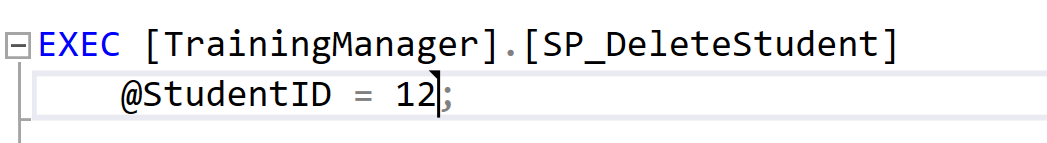 EXEC [TrainingManager].[SP_DeleteStudent]
@StudentID = 12;